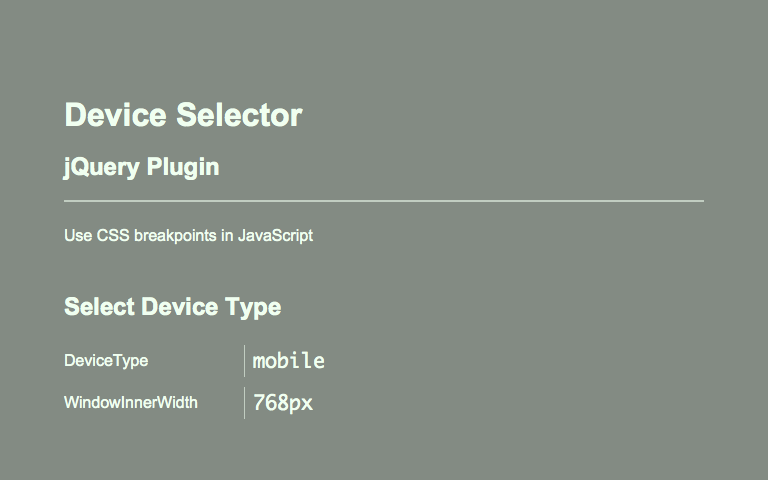 Device Selector
jQuery Plugin
Use CSS breakpoints in JavaScript
Select Device Type
DeviceType mobile
WindowInnerWidth 768px